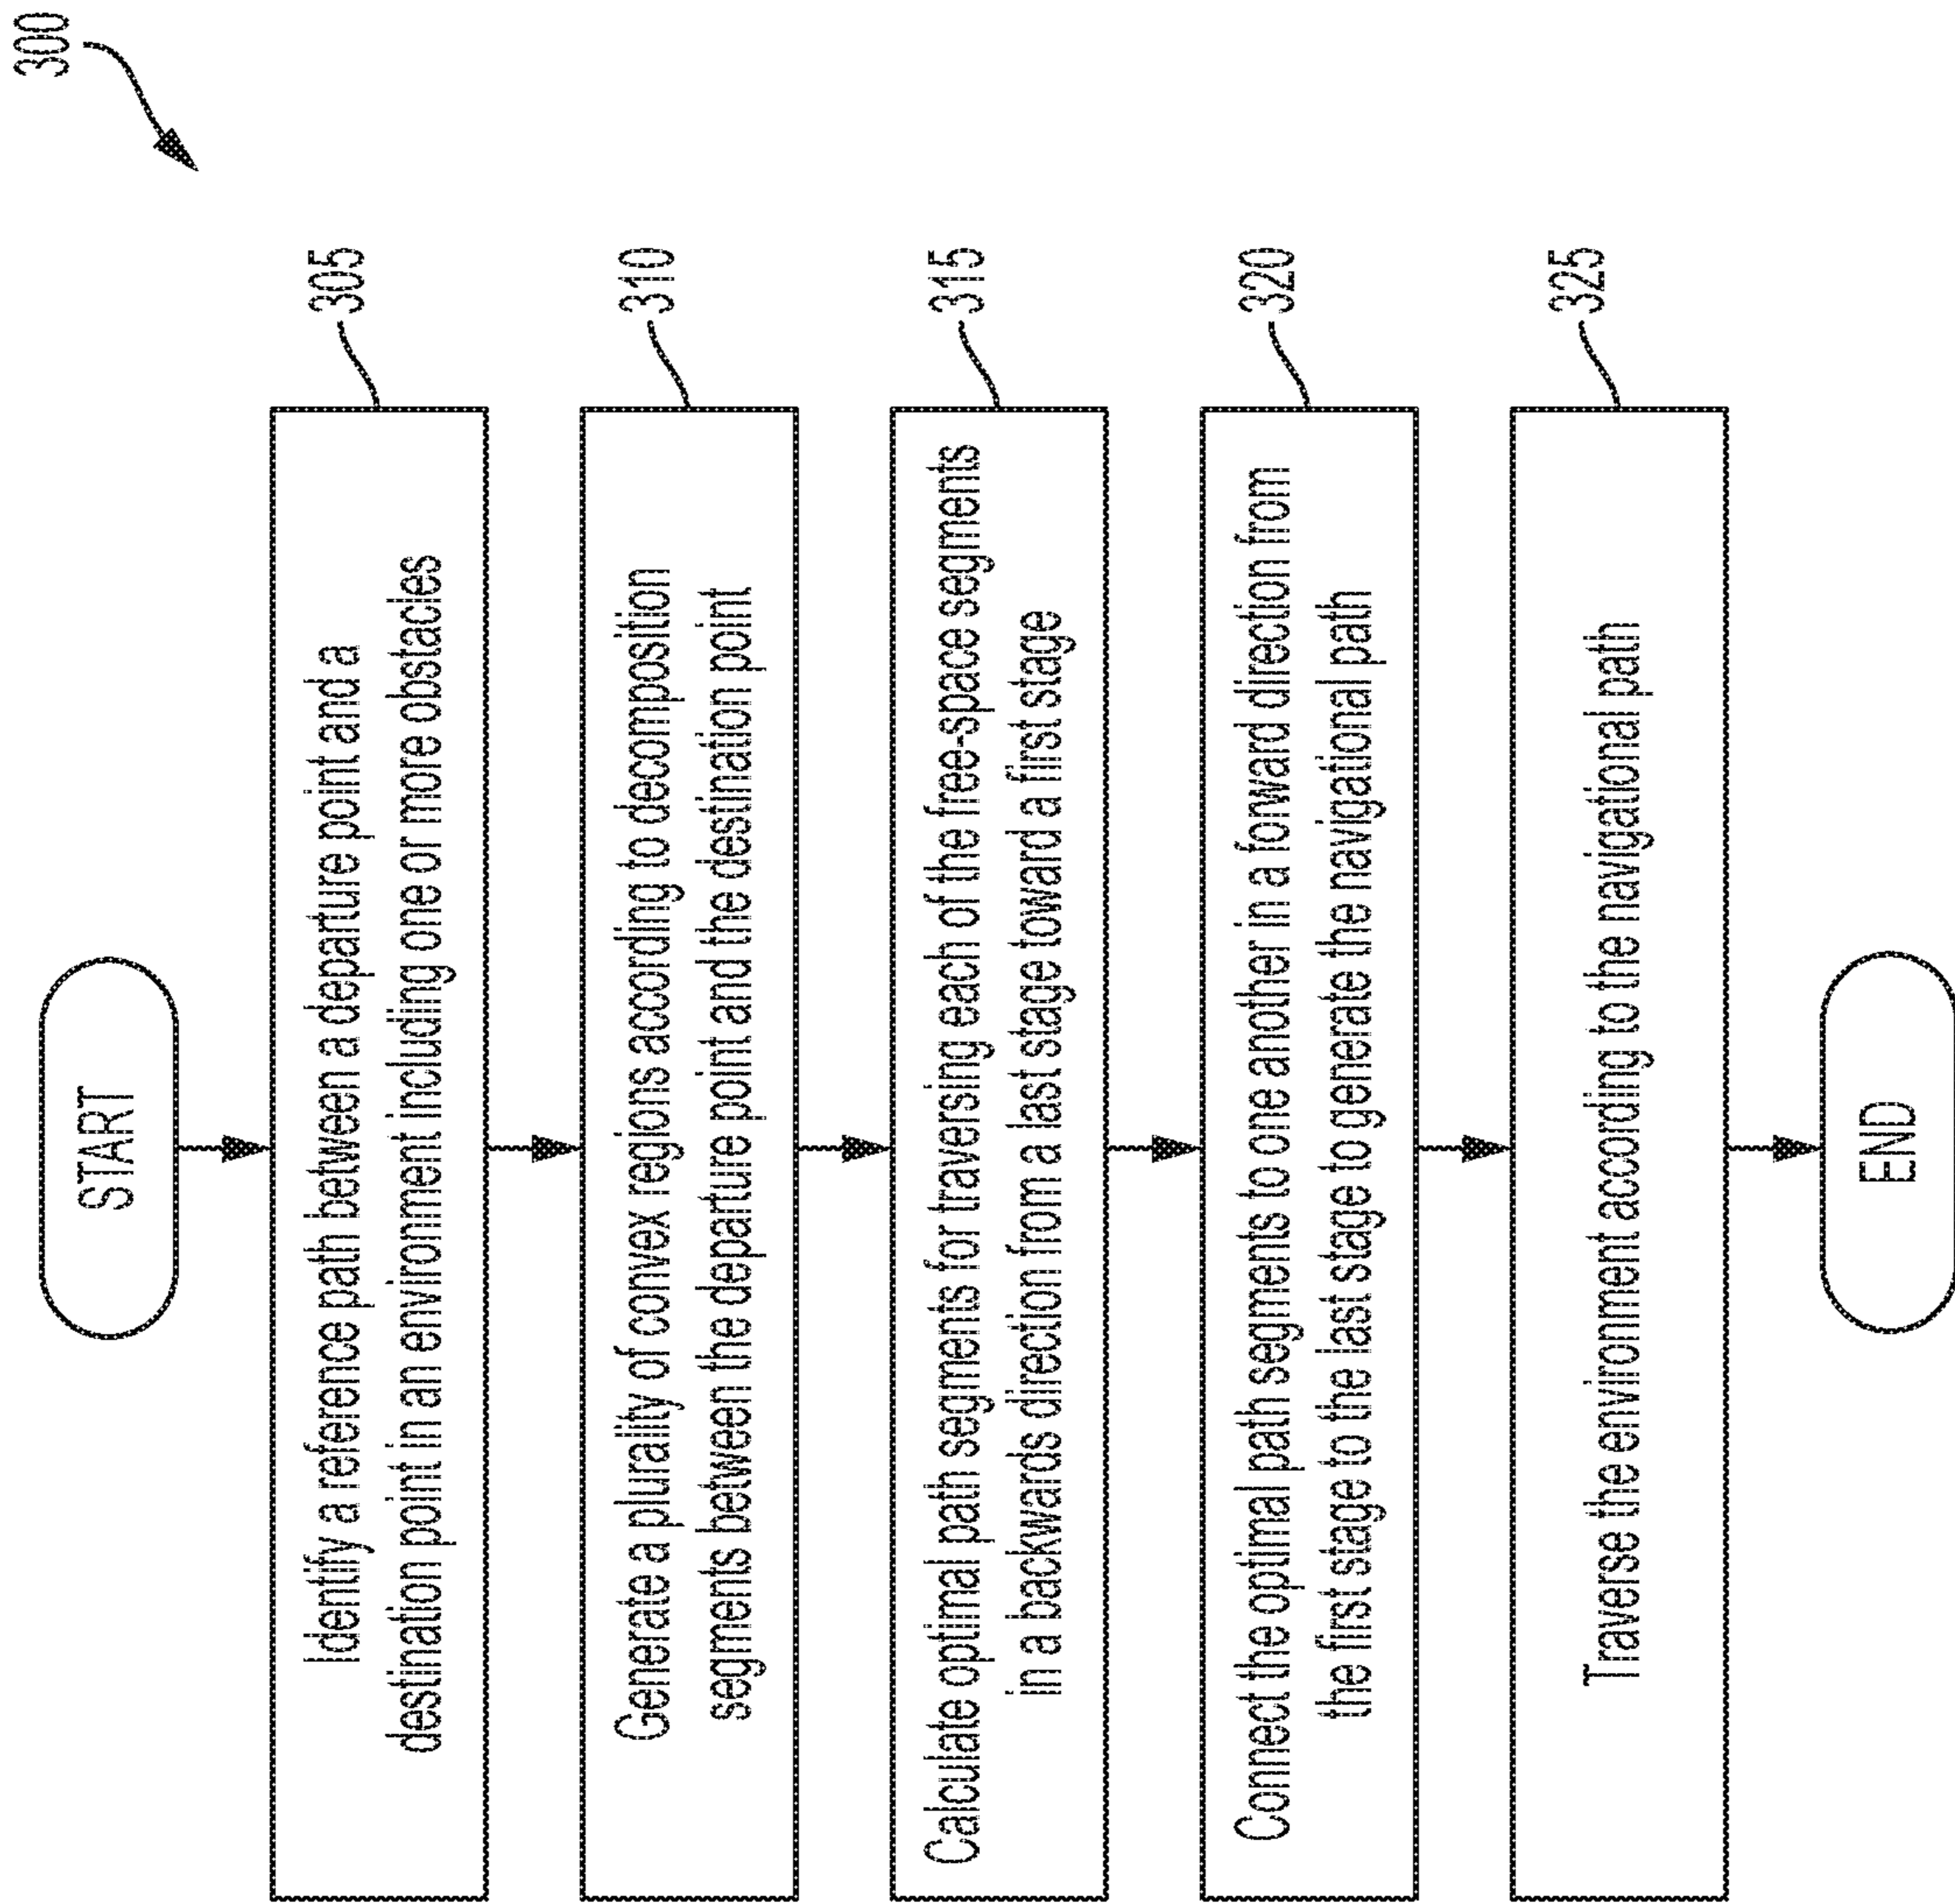 300
START
Identify a reference path between a departure point and a
destination point in an environment including one or more obstacles
305
Generate a plurality of convex regions according to decomposition
segments between the departure point and the destination point
310
Calculate optimal path segments for traversing each of the free-space segments
in a backwards direction from a last stage toward a first stage
315
Connect the optimal path segments to one another in a forward direction from
the first stage to the last stage to generate the navigational path
320
Traverse the environment according to the navigational path
325
END